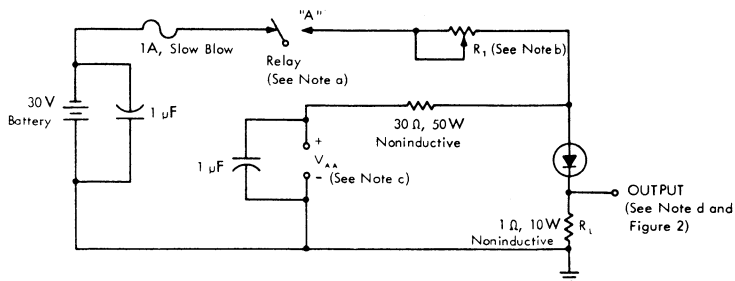 "A"
1A, Slow Blow
Relay
(See Note a)
R1 (See Note b)
30 V
Battery
1 μF
30 Ω, 50 W
Noninductive
1 μF
+
VAA
- (See Note c)
OUTPUT
(See Note d and
Figure 2)
1 Ω, 10 W
Noninductive
RL